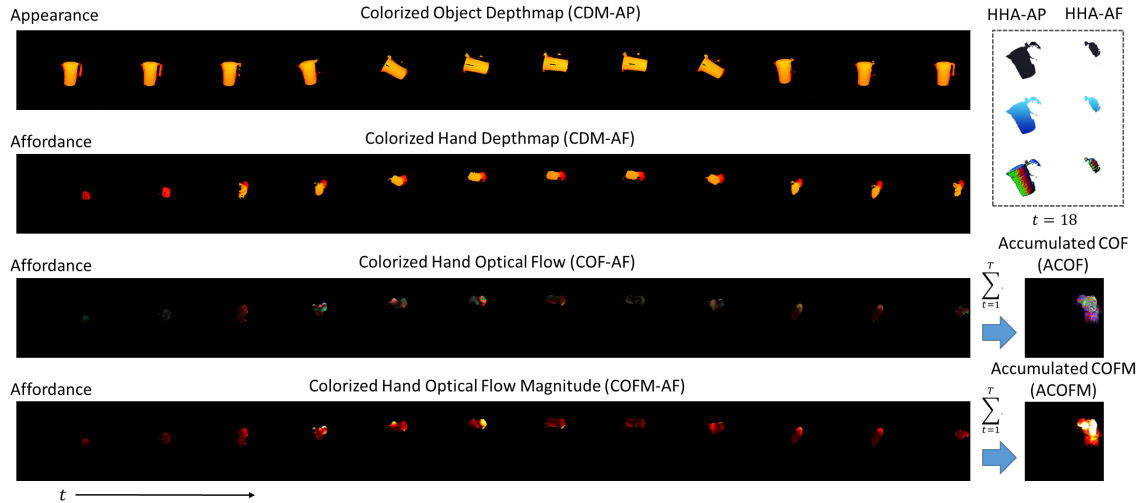 Appearance
Colorized Object Depthmap (CDM-AP)
HHA-AP
HHA-AF
Affordance
Colorized Hand Depthmap (CDM-AF)
t = 18
Affordance
Colorized Hand Optical Flow (COF-AF)
Accumulated COF
(ACOF)
T
∑
t=1
Affordance
Colorized Hand Optical Flow Magnitude (COFM-AF)
Accumulated COFM
(ACOFM)
T
∑
t=1
t